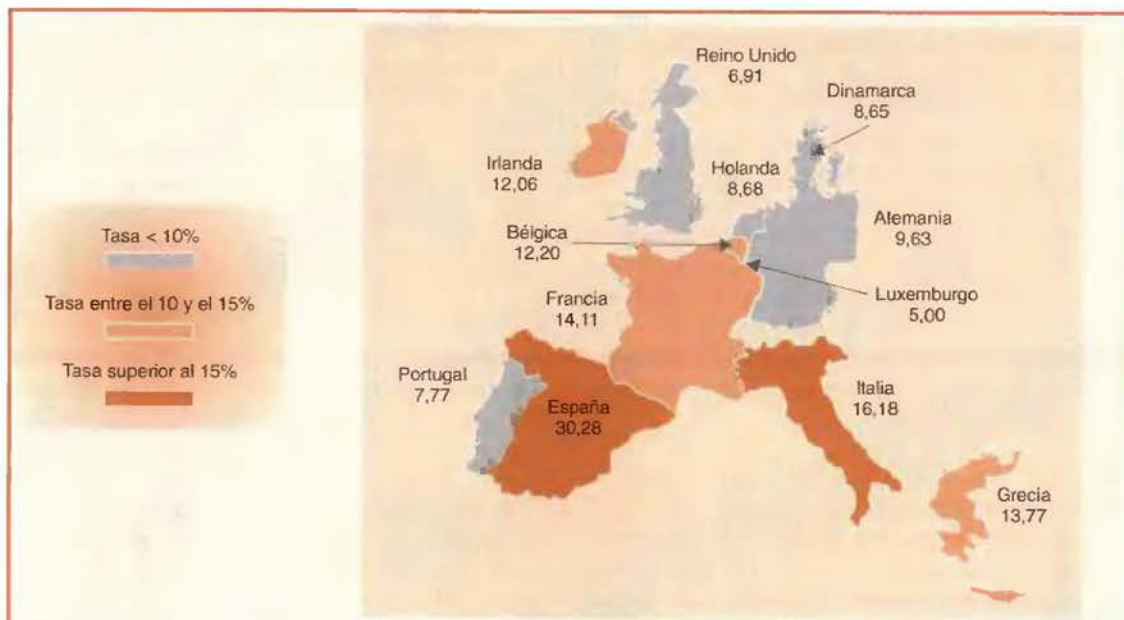 Tasa < 10%
Tasa entre el 10 y el 15%
Tasa superior al 15%
Reino Unido
6,91
Dinamarca
8,65
Irlanda
12,06
Holanda
8,68
Bélgica
12,20
Alemania
9,63
Luxemburgo
5,00
Francia
14,11
Portugal
7,77
España
30,28
Italia
16,18
Grecia
13,77